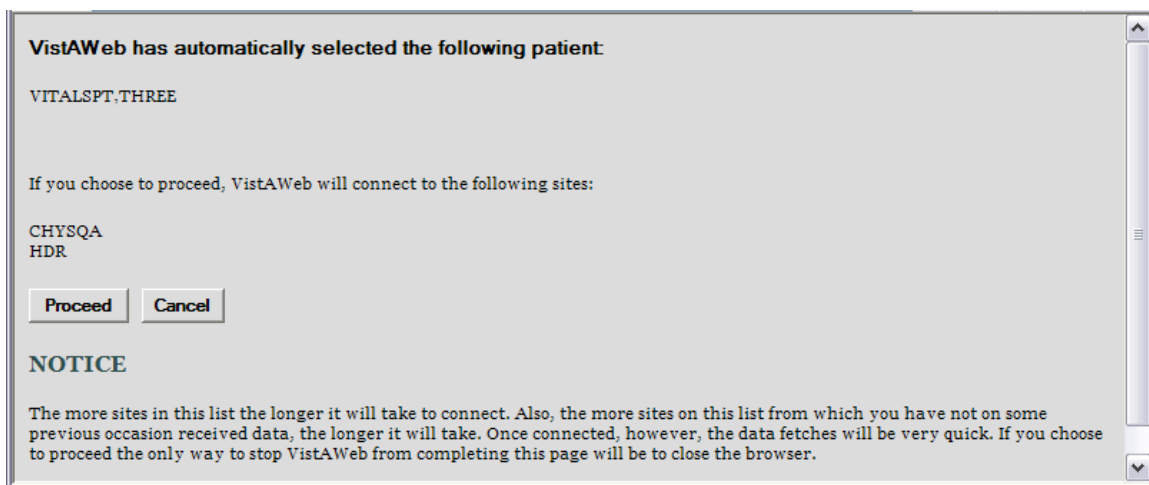 VistAWeb has automatically selected the following patient:
VITALSPT,THREE
If you choose to proceed, VistAWeb will connect to the following sites:
CHYSQA
HDR
Proceed Cancel
NOTICE
The more sites in this list the longer it will take to connect. Also, the more sites on this list from which you have not on some
previous occasion received data, the longer it will take. Once connected, however, the data fetches will be very quick. If you choose
to proceed the only way to stop VistAWeb from completing this page will be to close the browser.